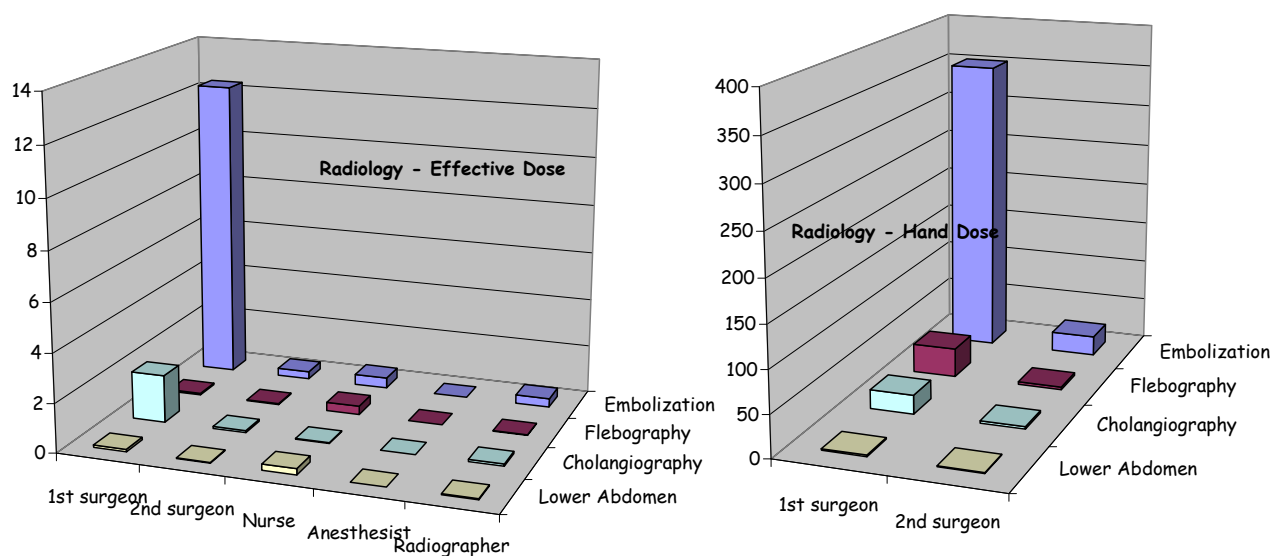 14
12
10
8
6
4
2
0
Radiology - Effective Dose
1st surgeon
2nd surgeon
Nurse
Anesthesist
Radiographer
Embolization
Flebography
Cholangiography
Lower Abdomen
400
350
300
250
200
150
100
50
0
Radiology - Hand Dose
1st surgeon
2nd surgeon
Embolization
Flebography
Cholangiography
Lower Abdomen